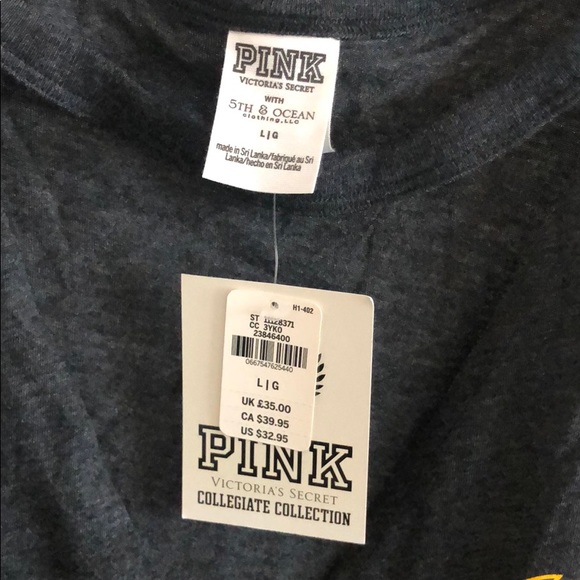 PINK
VICTORIA'S SECRET
WITH
5TH & OCEAN
clothing, LLC
L|G
made in Sri Lanka/fabriqué au Sri
Lanka/hecho en Sri Lanka
H1-402
ST 11128371
CC 3YK0
23846400
0667547625440
L|G
UK £35.00
CA $39.95
US $32.95
PINK
VICTORIA'S SECRET
COLLEGIATE COLLECTION